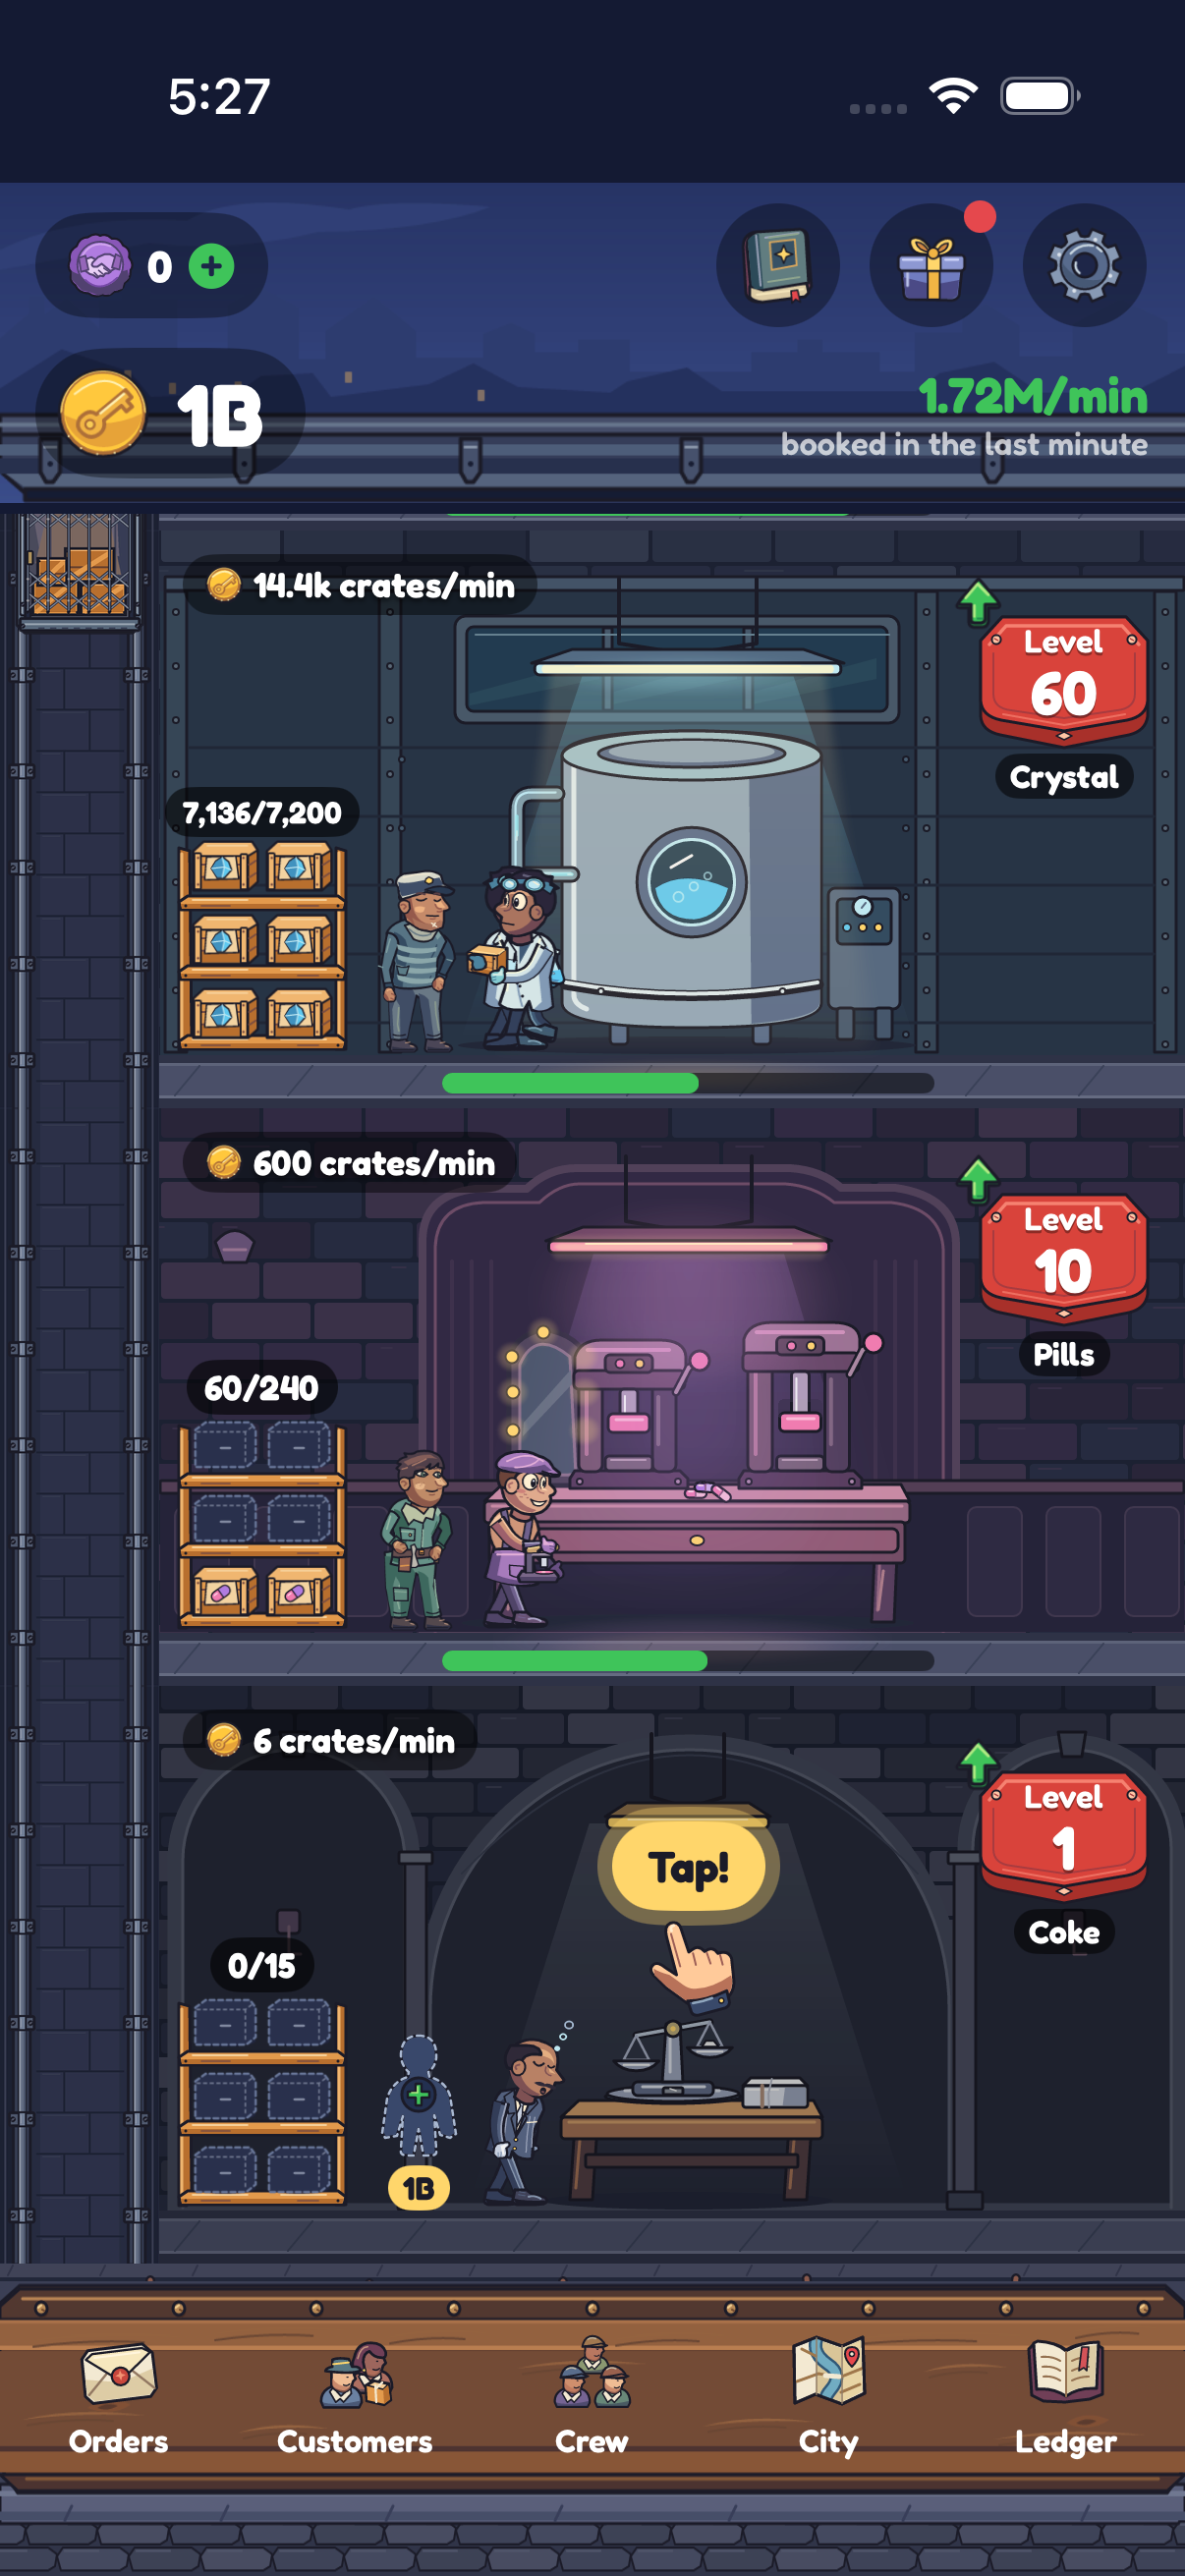 5:27
0
1B
1.72M/min
booked in the last minute
14.4k crates/min
Level
60
Crystal
7,136/7,200
600 crates/min
Level
10
Pills
60/240
6 crates/min
Level
1
Coke
Tap!
0/15
1B
Orders
Customers
Crew
City
Ledger